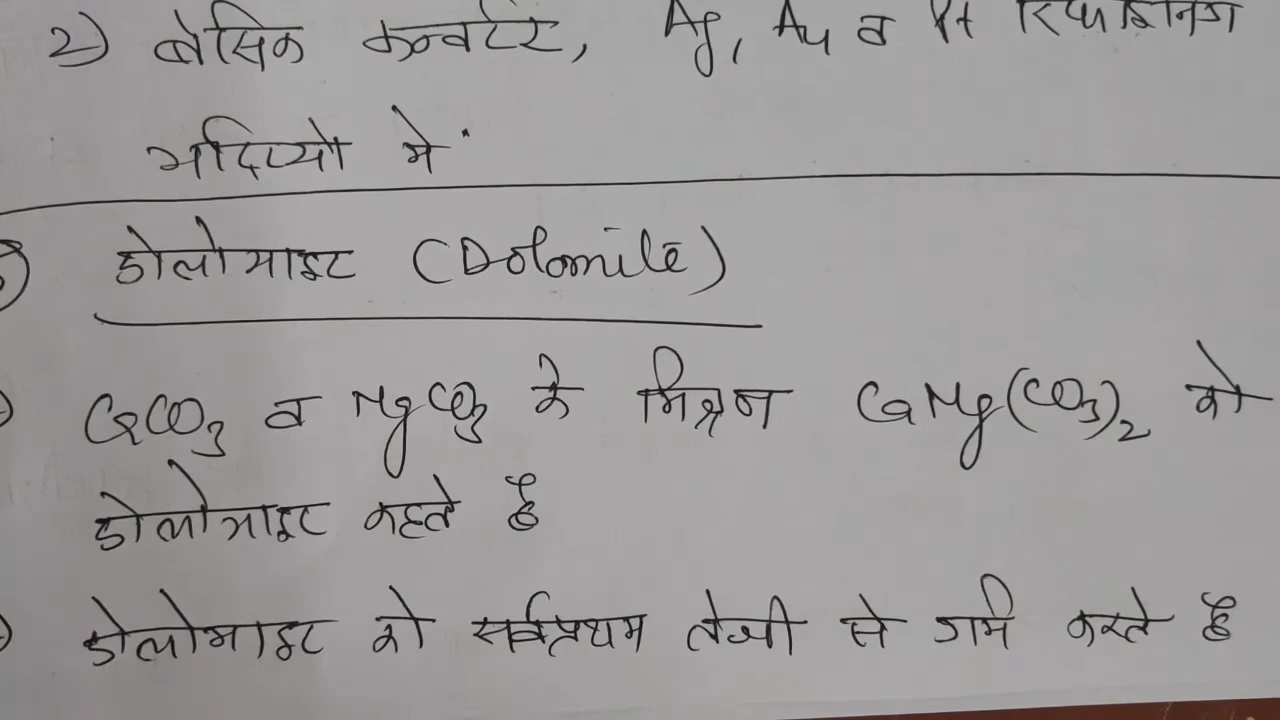 2) बेसिक कन्वर्टर, Ag, Au व Pt रिफाइनिंग
भट्टियो में
डोलोमाइट (Dolomite)
CaCO₃ व MgCO₃ के मिश्रन CaMg(CO₃)₂ को
डोलोमाइट कहते है
डोलोमाइट को सर्वप्रथम तेजी से गर्म करते है